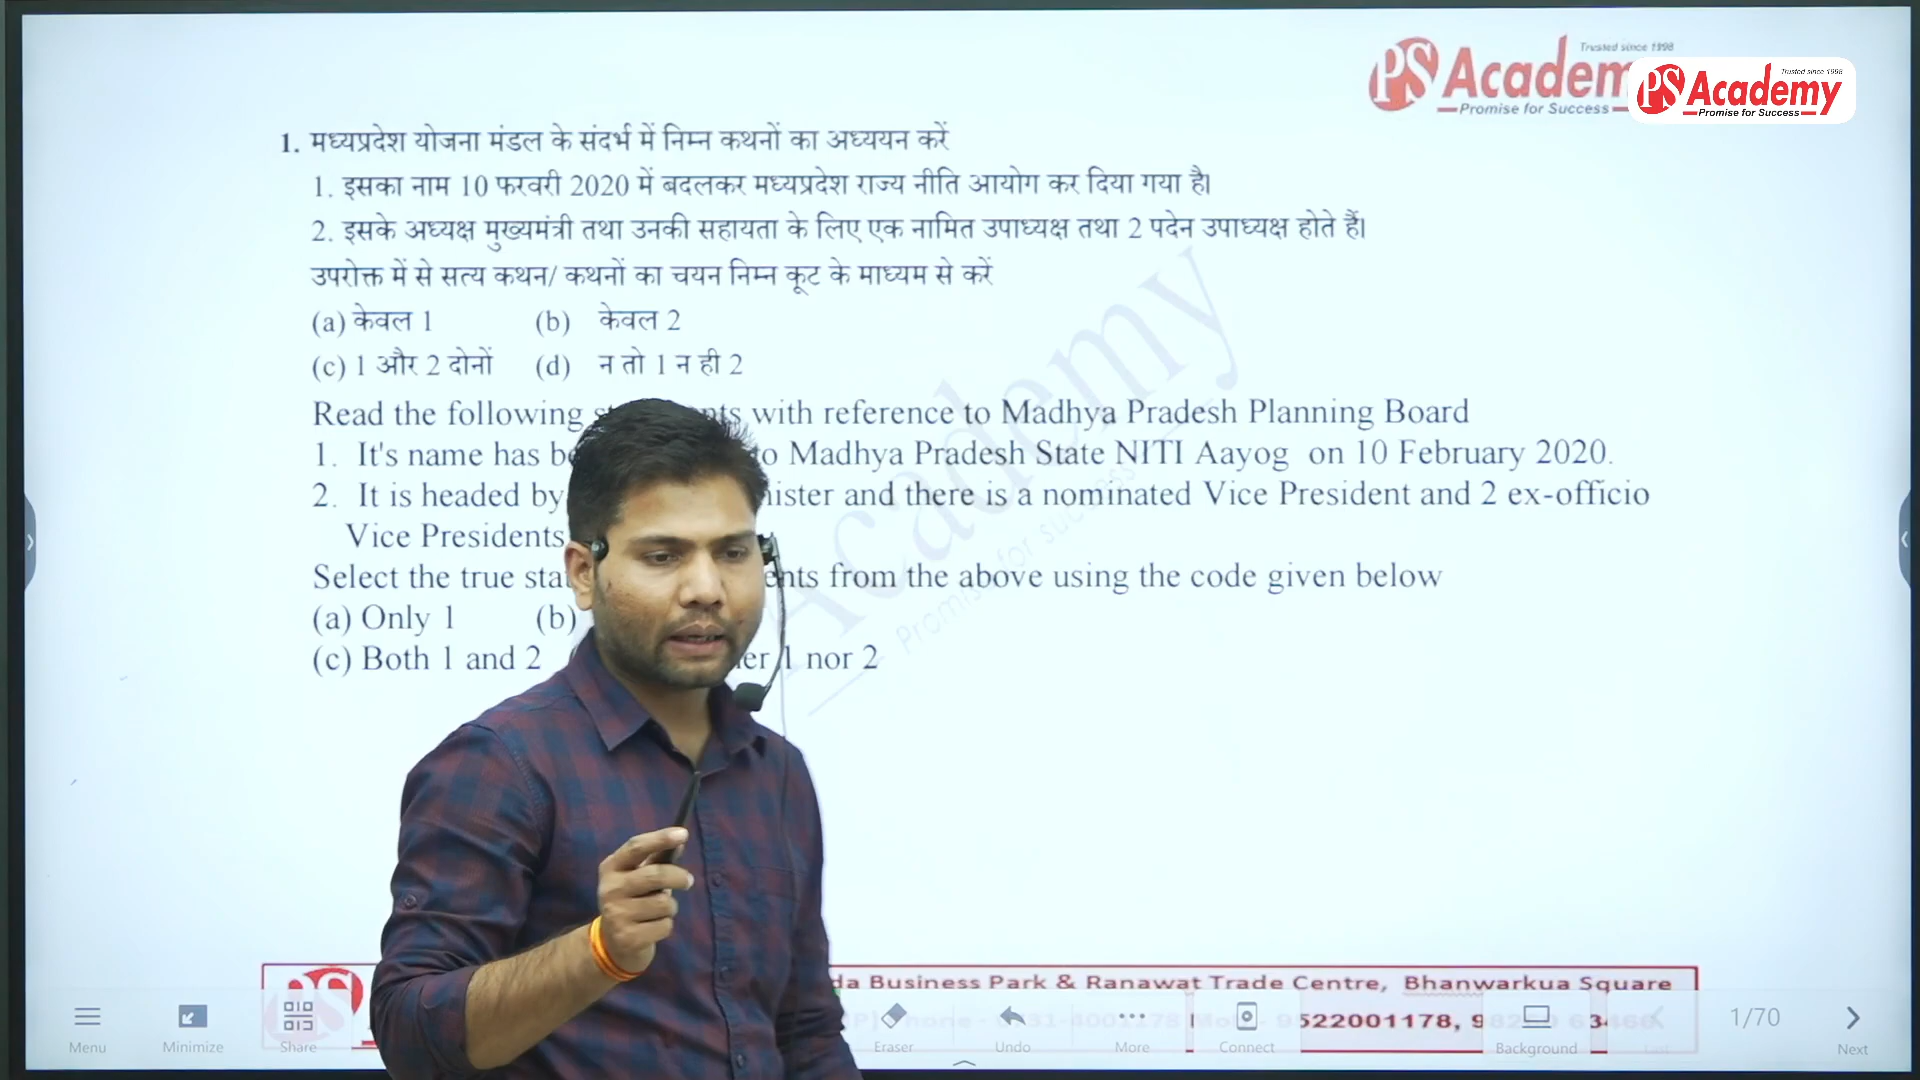 Trusted since 1998
PS Academ
Promise for Success
Trusted since 1998
PS Academy
Promise for Success
1. मध्यप्रदेश योजना मंडल के संदर्भ में निम्न कथनों का अध्ययन करें
1. इसका नाम 10 फरवरी 2020 में बदलकर मध्यप्रदेश राज्य नीति आयोग कर दिया गया है।
2. इसके अध्यक्ष मुख्यमंत्री तथा उनकी सहायता के लिए एक नामित उपाध्यक्ष तथा 2 पदेन उपाध्यक्ष होते हैं।
उपरोक्त में से सत्य कथन/ कथनों का चयन निम्न कूट के माध्यम से करें
(a) केवल 1 (b) केवल 2
(c) 1 और 2 दोनों (d) न तो 1 न ही 2
Read the following with reference to Madhya Pradesh Planning Board
1. It's name has Madhya Pradesh State NITI Aayog on 10 February 2020.
2. It is headed by and there is a nominated Vice President and 2 ex-officio
Vice Presidents
Select the true from the above using the code given below
(a) Only 1 (b)
(c) Both 1 and 2 1 nor 2
Academy
Promise for success
Business Park & Ranawat Trade Centre, Bhanwarkua Square
522001178,
1/70
Menu Minimize Share Eraser Undo More Connect Background Next